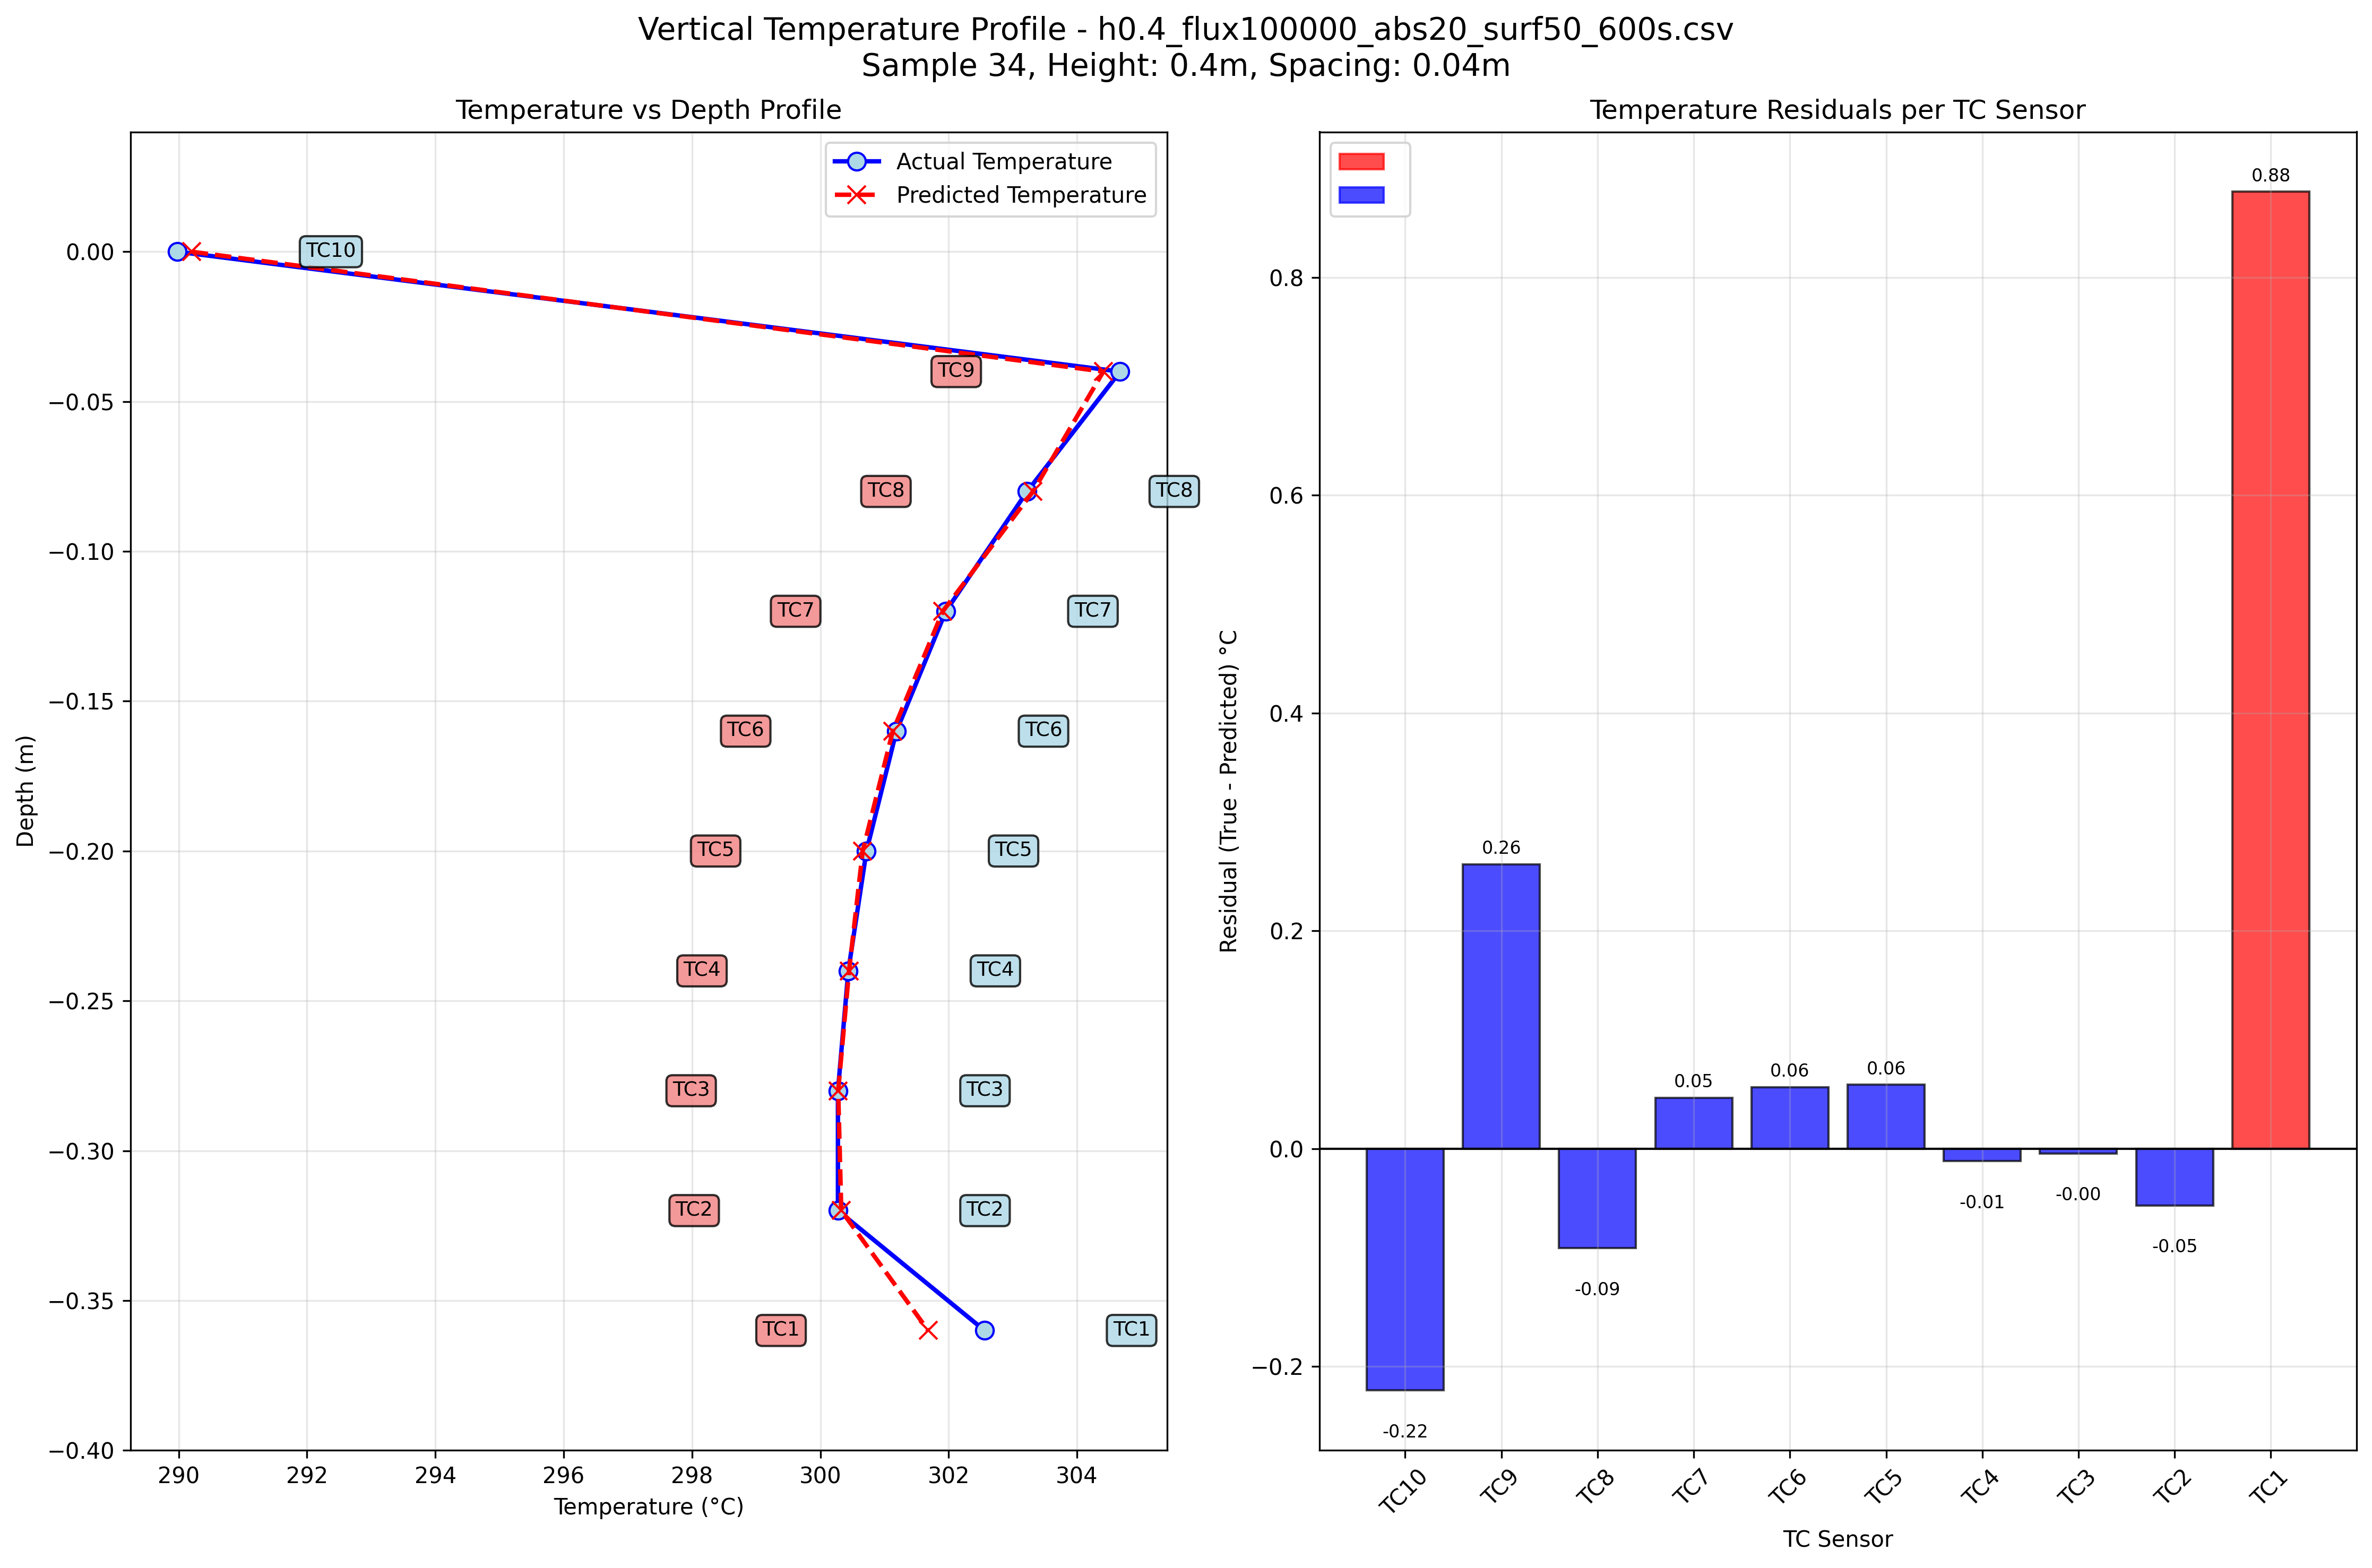 Vertical Temperature Profile - h0.4_flux100000_abs20_surf50_600s.csv
Sample 34, Height: 0.4m, Spacing: 0.04m
Temperature vs Depth Profile
Actual Temperature
Predicted Temperature
0.00
−0.05
−0.10
−0.15
−0.20
−0.25
−0.30
−0.35
−0.40
Depth (m)
TC10
TC9
TC8
TC8
TC7
TC7
TC6
TC6
TC5
TC5
TC4
TC4
TC3
TC3
TC2
TC2
TC1
TC1
290
292
294
296
298
300
302
304
Temperature (°C)
Temperature Residuals per TC Sensor
Residual (True - Predicted) °C
0.8
0.6
0.4
0.2
0.0
−0.2
-0.22
0.26
-0.09
0.05
0.06
0.06
-0.01
-0.00
-0.05
0.88
TC10
TC9
TC8
TC7
TC6
TC5
TC4
TC3
TC2
TC1
TC Sensor